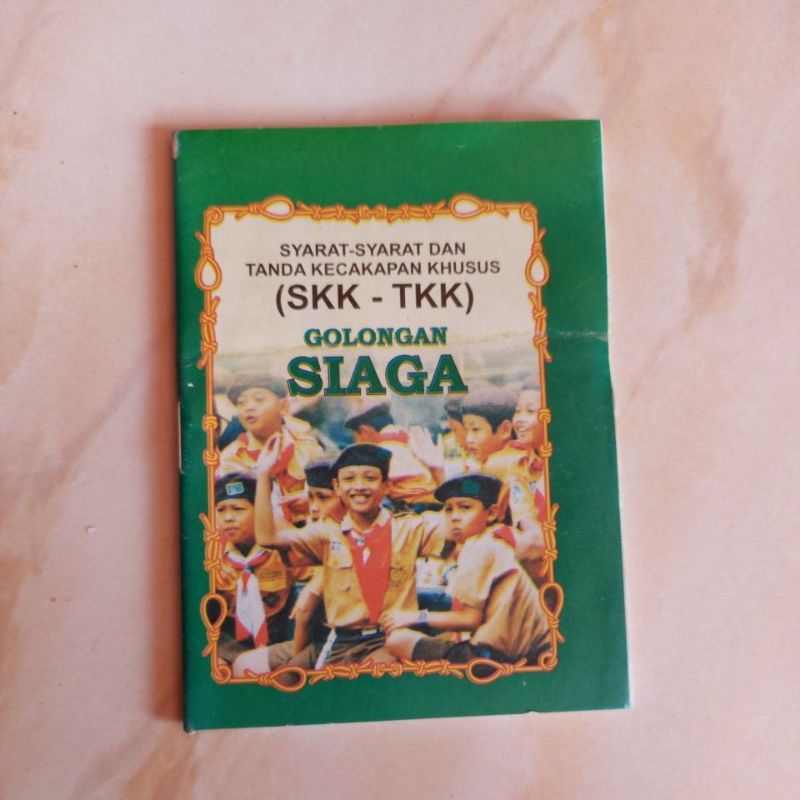 SYARAT-SYARAT DAN
TANDA KECAKAPAN KHUSUS
(SKK - TKK)
GOLONGAN
SIAGA